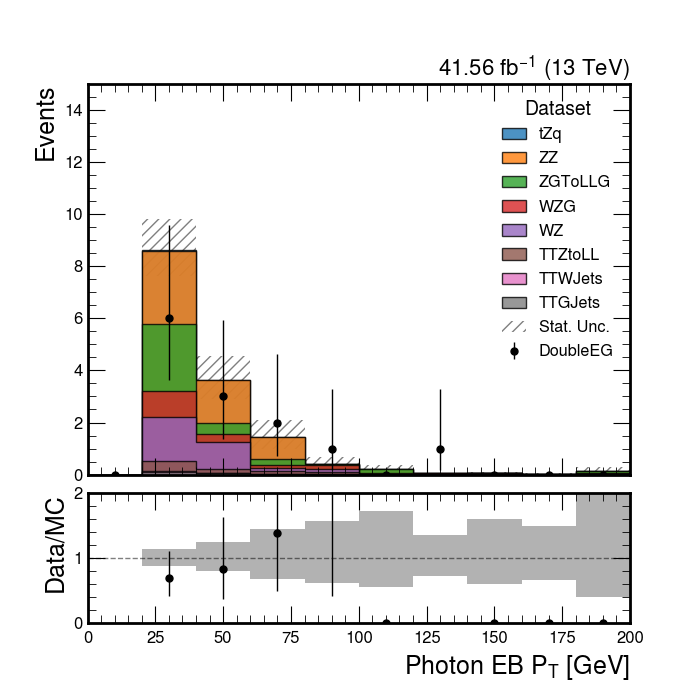 41.56 fb⁻¹ (13 TeV)
Events
14
12
10
8
6
4
2
0
Dataset
tZq
ZZ
ZGToLLG
WZG
WZ
TTZtoLL
TTWJets
TTGJets
Stat. Unc.
DoubleEG
Data/MC
2
1
0
0 25 50 75 100 125 150 175 200
Photon EB P_T [GeV]